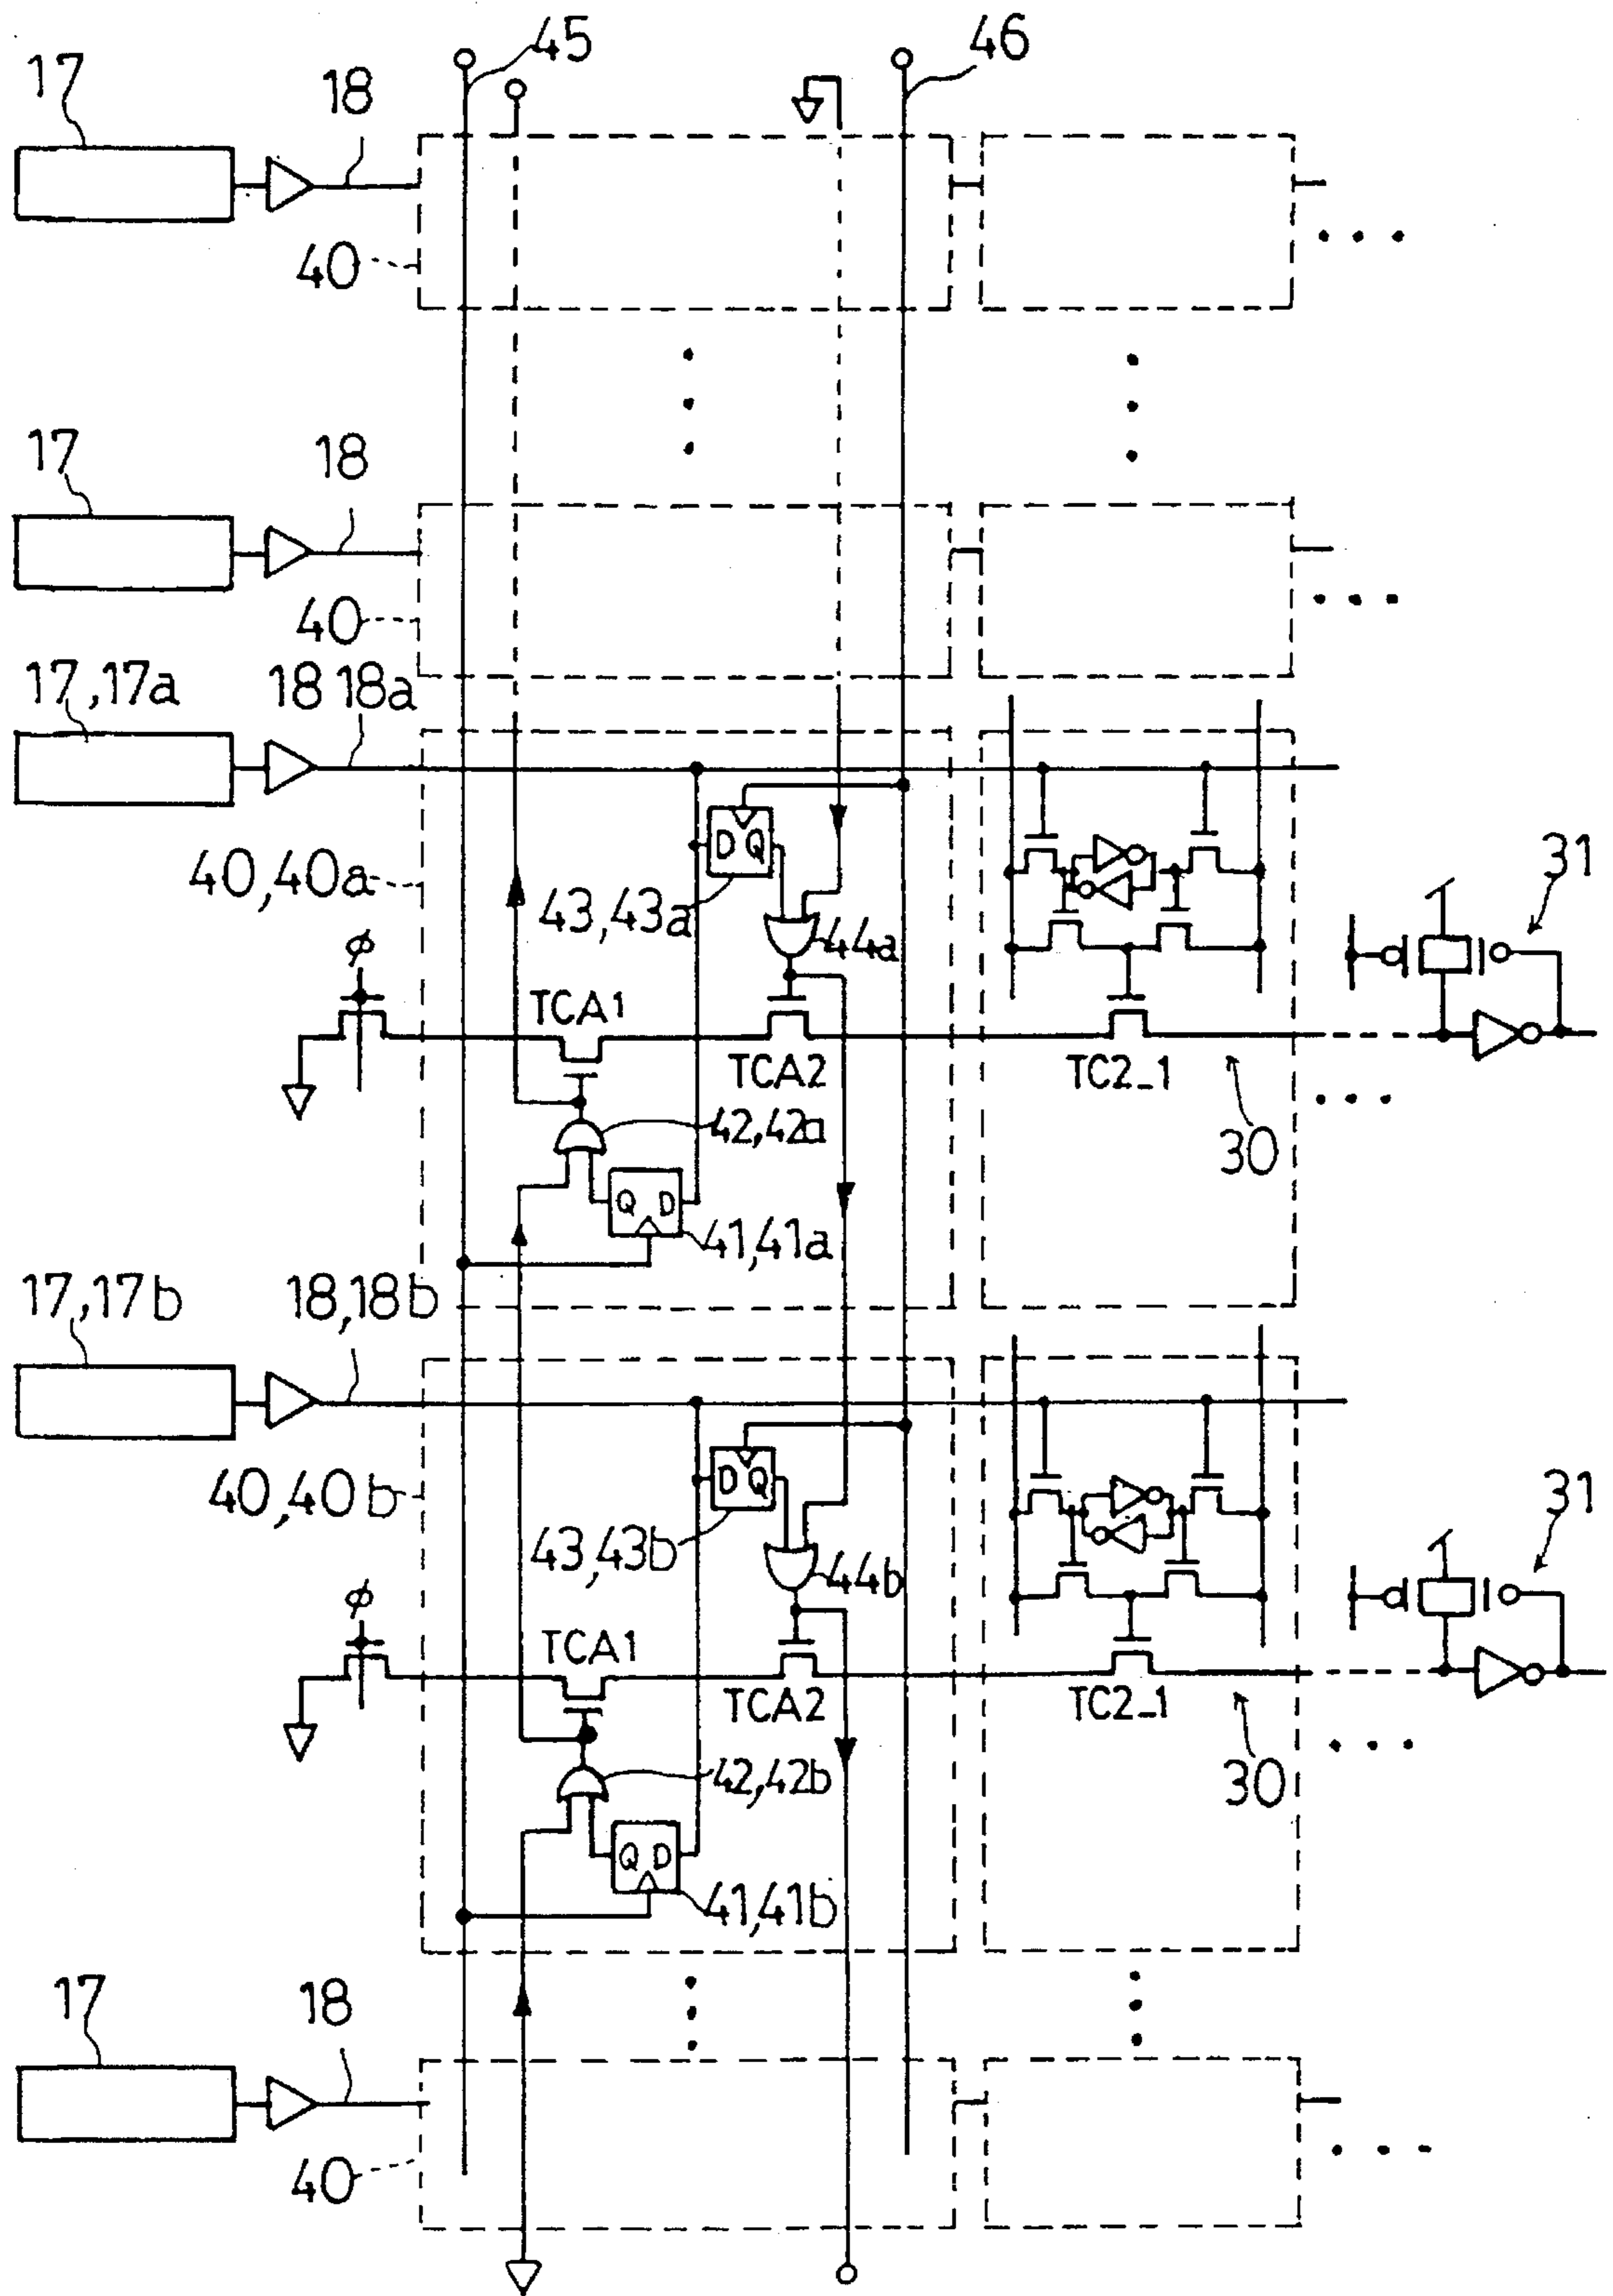 45
46
17
18
40
17
18
40
17,17a
18 18a
40,40a
D Q
43,43a
44a
31
ϕ
TCA1
TCA2
TC2_1
42,42a
30
Q D
41,41a
17,17b
18,18b
40,40b
D Q
43,43b
44b
31
ϕ
TCA1
TCA2
TC2_1
42,42b
30
Q D
41,41b
17
18
40